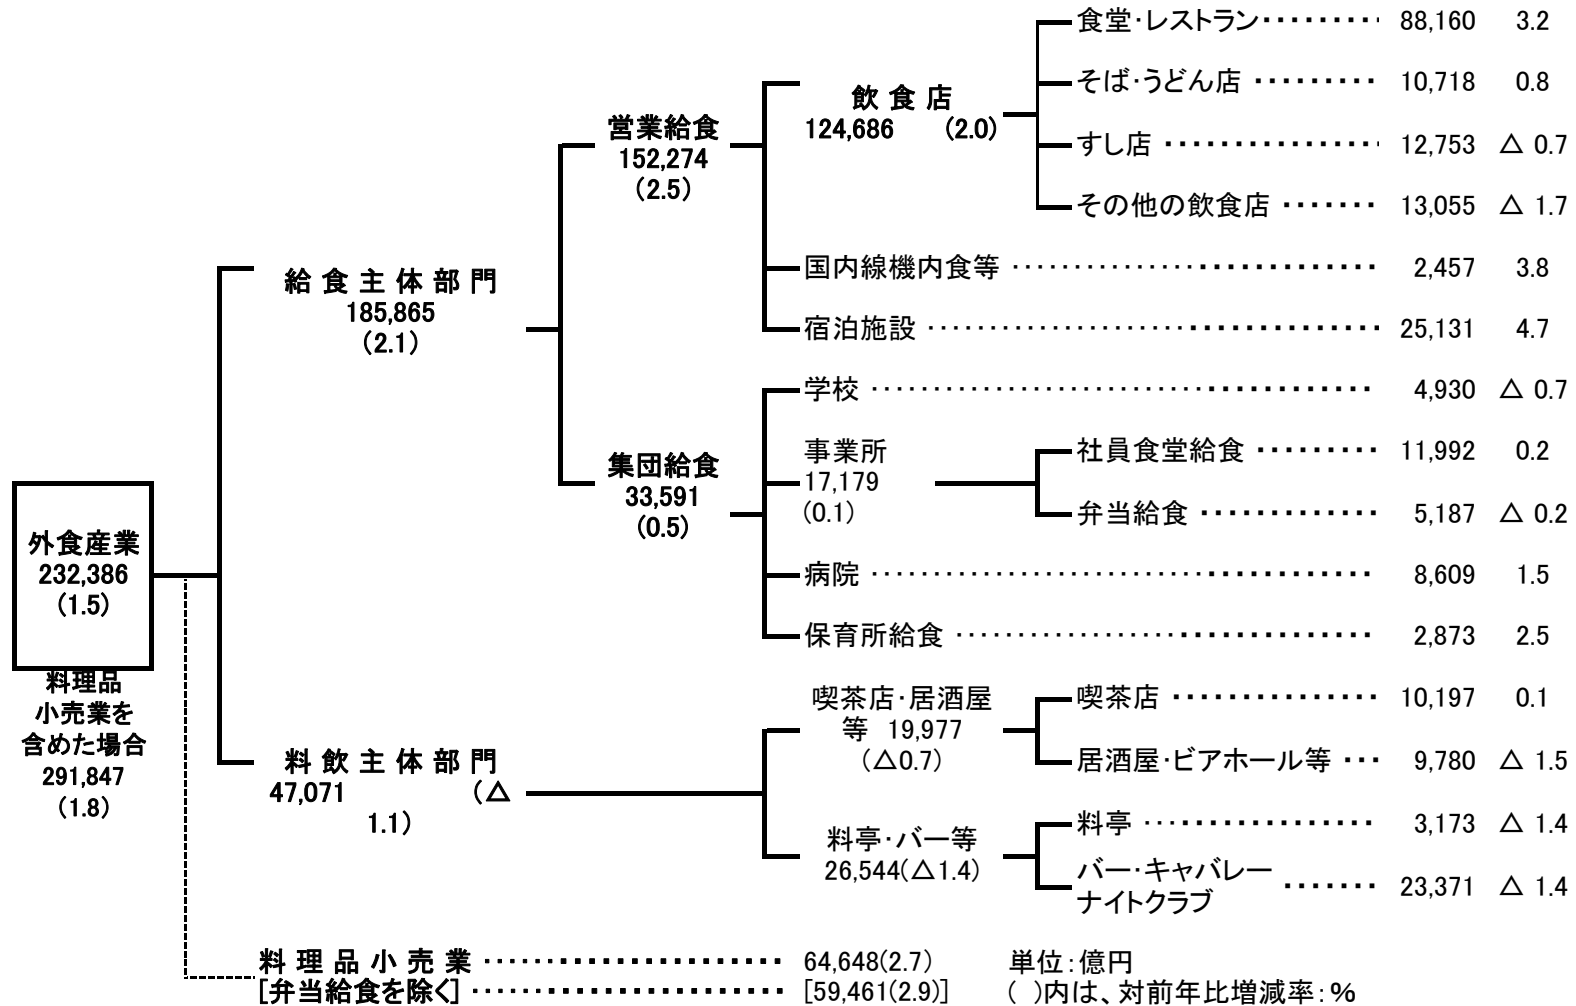 外食産業
232,386
(1.5)
料理品
小売業を
含めた場合
291,847
(1.8)
給食主体部門
185,865
(2.1)
営業給食
152,274
(2.5)
飲食店
124,686 (2.0)
食堂・レストラン ・・・・・・・・・ 88,160 3.2
そば・うどん店 ・・・・・・・・・ 10,718 0.8
すし店 ・・・・・・・・・・・・・・・・ 12,753 △ 0.7
その他の飲食店 ・・・・・・・ 13,055 △ 1.7
国内線機内食等 ・・・・・・・・・・・・・・・・・・・・・・・・・・・ 2,457 3.8
宿泊施設 ・・・・・・・・・・・・・・・・・・・・・・・・・・・・・・・・・ 25,131 4.7
集団給食
33,591
(0.5)
学校 ・・・・・・・・・・・・・・・・・・・・・・・・・・・・・・・・・・・・・ 4,930 △ 0.7
事業所
17,179
(0.1)
社員食堂給食 ・・・・・・・・・ 11,992 0.2
弁当給食 ・・・・・・・・・・・・・ 5,187 △ 0.2
病院 ・・・・・・・・・・・・・・・・・・・・・・・・・・・・・・・・・・・・・ 8,609 1.5
保育所給食 ・・・・・・・・・・・・・・・・・・・・・・・・・・・・・・ 2,873 2.5
料飲主体部門
47,071 (△
1.1)
喫茶店・居酒屋
等 19,977
(△0.7)
喫茶店 ・・・・・・・・・・・・・・・ 10,197 0.1
居酒屋・ビアホール等 ・・・ 9,780 △ 1.5
料亭・バー等
26,544(△1.4)
料亭 ・・・・・・・・・・・・・・・・・ 3,173 △ 1.4
バー・キャバレー
ナイトクラブ ・・・・・・・ 23,371 △ 1.4
料理品小売業 ・・・・・・・・・・・・・・・・・・・・・ 64,648(2.7)
[弁当給食を除く] ・・・・・・・・・・・・・・・・・・・・・・ [59,461(2.9)]
単位:億円
( )内は、対前年比増減率:%